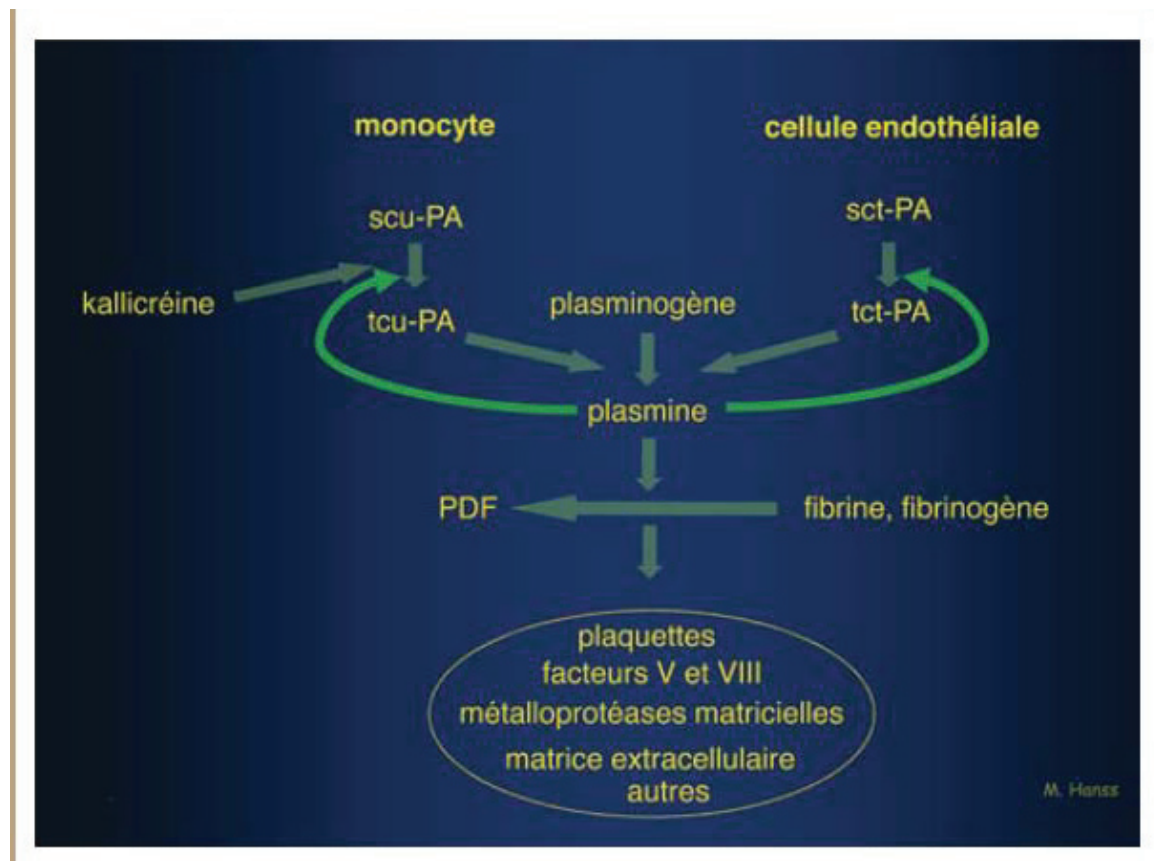 monocyte
cellule endothéliale
scu-PA
sct-PA
kallicréine
tcu-PA
plasminogène
tct-PA
plasmine
PDF
fibrine, fibrinogène
plaquettes
facteurs V et VIII
métalloprotéases matricielles
matrice extracellulaire
autres
M. Hanss